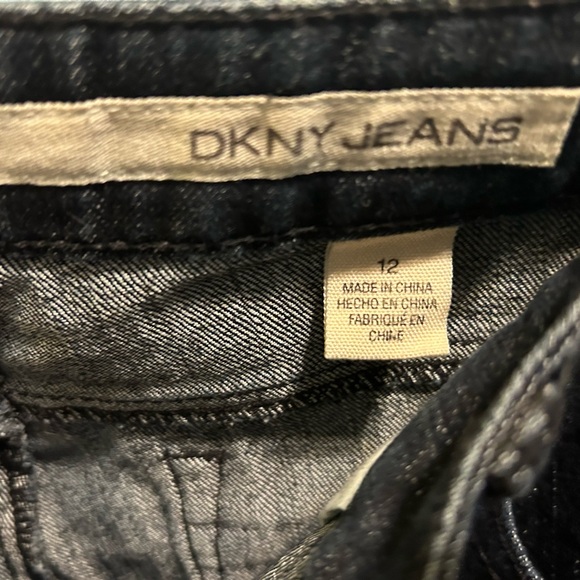 DKNY JEANS
12
MADE IN CHINA
HECHO EN CHINA
FABRIQUÉ EN
CHINE